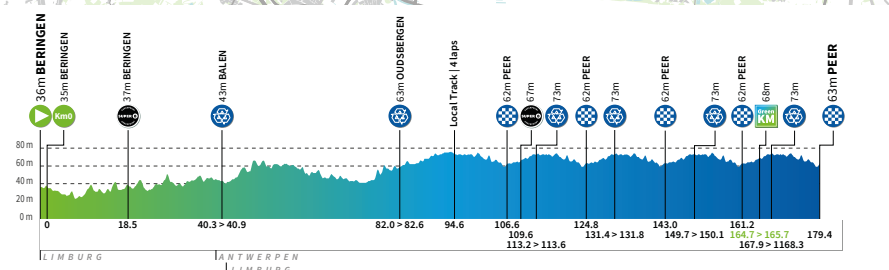 36m BERINGEN
35m BERINGEN
37m BERINGEN
43m BALEN
63m OUDSBERGEN
Local Track | 4 laps
62m PEER
67m
73m
62m PEER
73m
62m PEER
73m
62m PEER
68m
73m
63m PEER
Km0
SUPER 8
Green
KM
80 m
60 m
40 m
20 m
0 m
0 18.5 40.3 > 40.9 82.0 > 82.6 94.6 106.6 124.8 143.0 161.2
109.6 131.4 > 131.8 149.7 > 150.1 164.7 > 165.7 179.4
113.2 > 113.6 167.9 > 1168.3
LIMBURG ANTWERPEN
LIMBURG